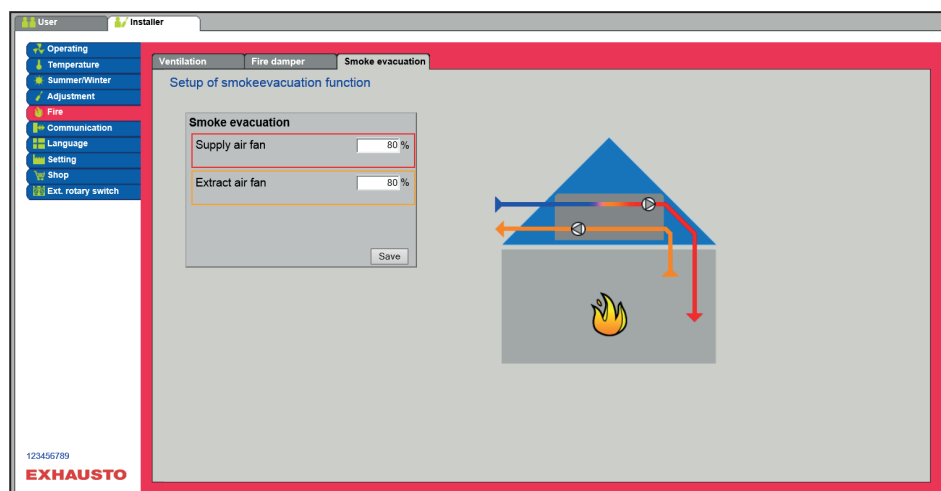 User Installer
Operating
Temperature
Summer/Winter
Adjustment
Fire
Communication
Language
Setting
Shop
Ext. rotary switch
Ventilation Fire damper Smoke evacuation
Setup of smokeevacuation function
Smoke evacuation
Supply air fan 80 %
Extract air fan 80 %
Save
123456789
EXHAUSTO